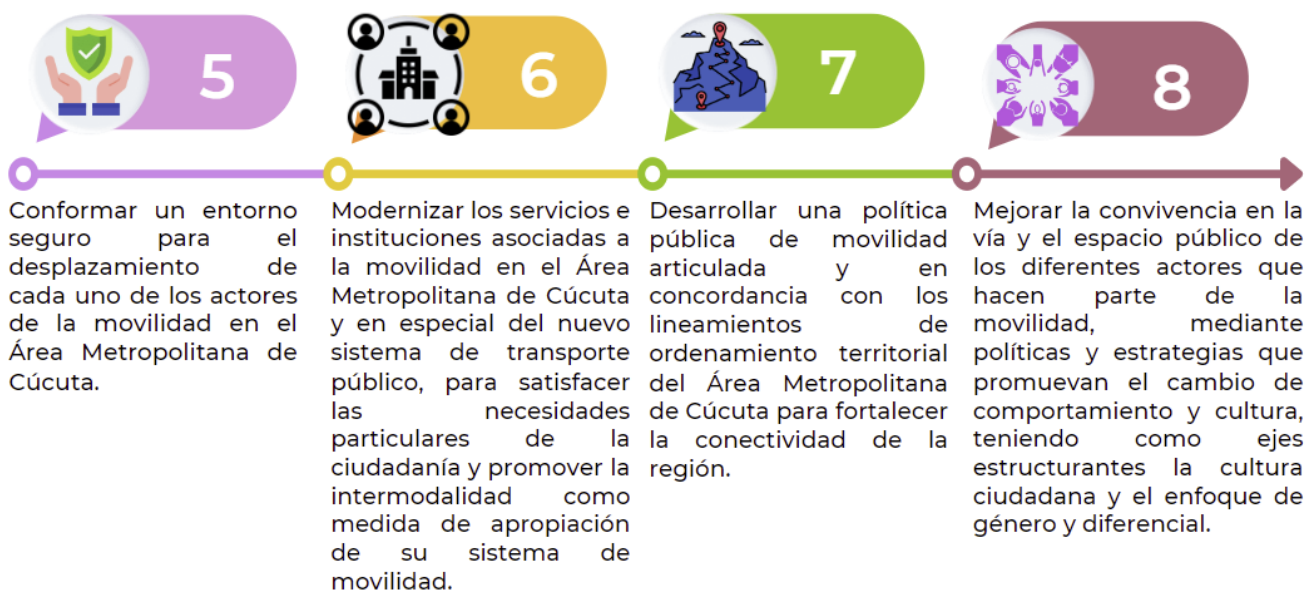 5
Conformar un entorno
seguro para el
desplazamiento de
cada uno de los actores
de la movilidad en el
Área Metropolitana de
Cúcuta.
6
Modernizar los servicios e
instituciones asociadas a
la movilidad en el Área
Metropolitana de Cúcuta
y en especial del nuevo
sistema de transporte
público, para satisfacer
las necesidades
particulares de la
ciudadanía y promover la
intermodalidad como
medida de apropiación
de su sistema de
movilidad.
7
Desarrollar una política
pública de movilidad
articulada y en
concordancia con los
lineamientos de
ordenamiento territorial
del Área Metropolitana
de Cúcuta para fortalecer
la conectividad de la
región.
8
Mejorar la convivencia en la
vía y el espacio público de
los diferentes actores que
hacen parte de la
movilidad, mediante
políticas y estrategias que
promuevan el cambio de
comportamiento y cultura,
teniendo como ejes
estructurantes la cultura
ciudadana y el enfoque de
género y diferencial.